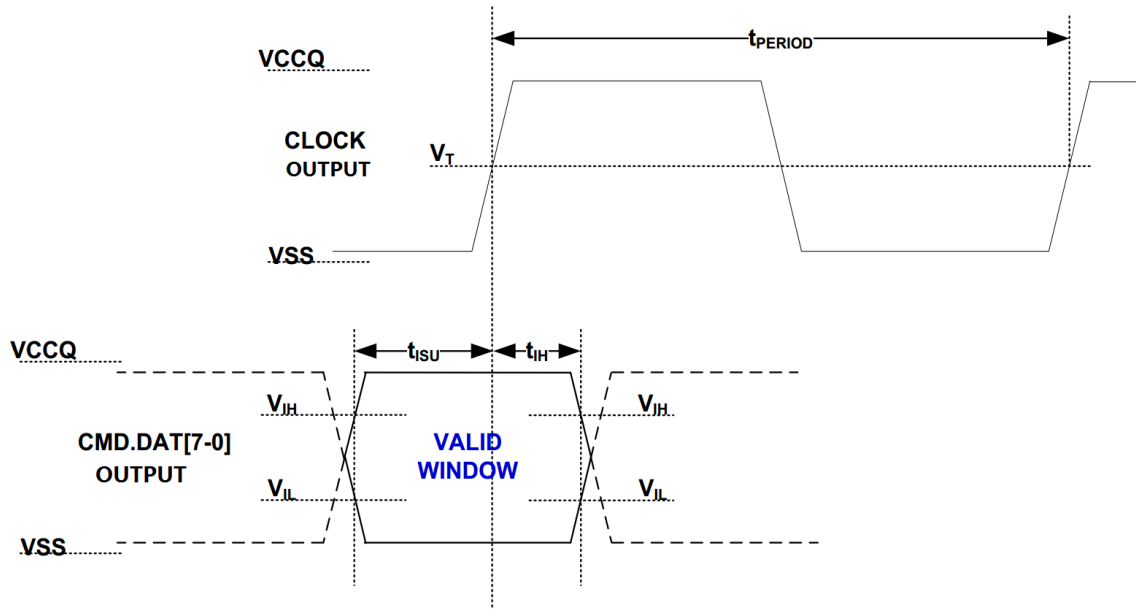 tPERIOD
VCCQ
CLOCK
OUTPUT
VT
VSS
VCCQ
tISU
tIH
VIH
VIH
CMD.DAT[7-0]
OUTPUT
VALID
WINDOW
VIL
VIL
VSS